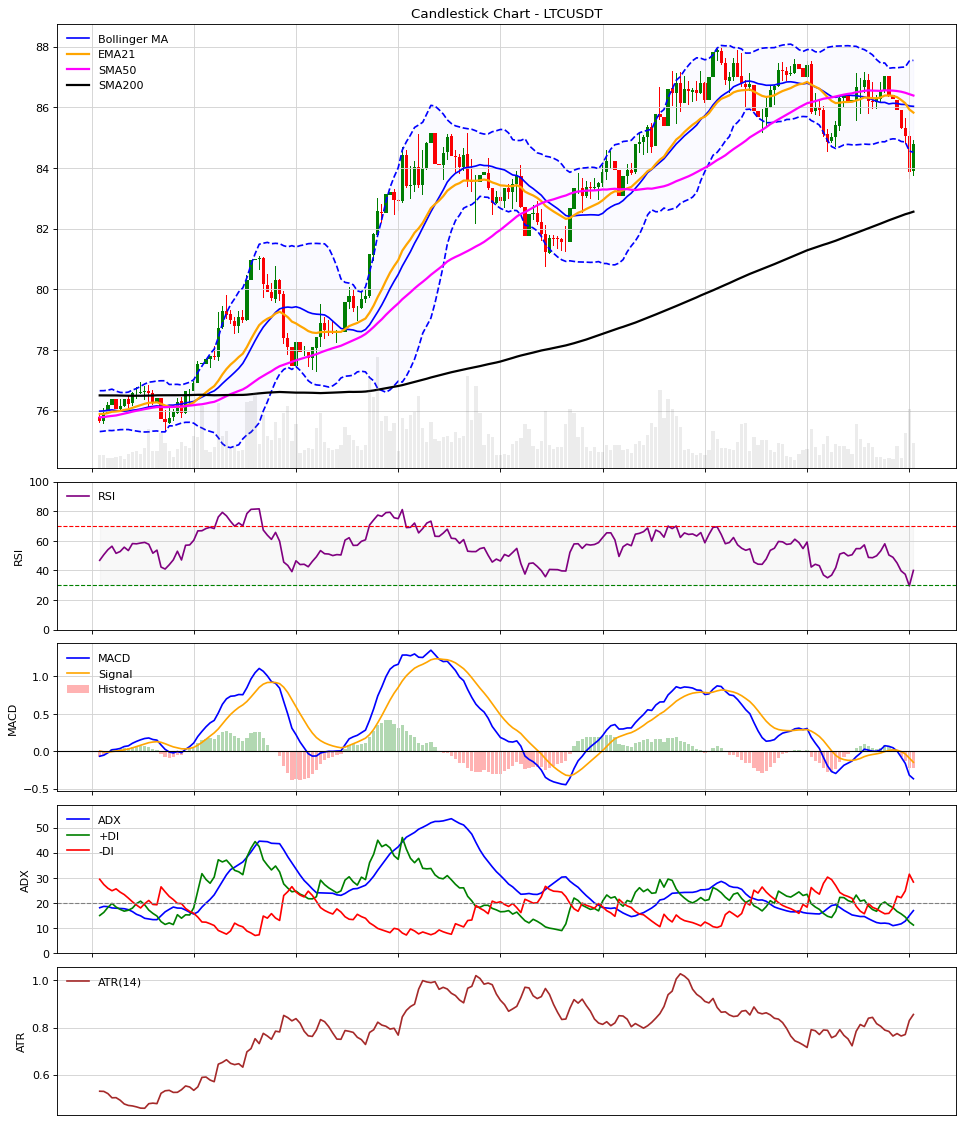 Candlestick Chart - LTCUSDT
Bollinger MA
EMA21
SMA50
SMA200
88
86
84
82
80
78
76
RSI
100
80
60
40
20
0
RSI
MACD
Signal
Histogram
1.0
0.5
0.0
−0.5
MACD
ADX
+DI
-DI
50
40
30
20
10
0
ADX
ATR(14)
1.0
0.8
0.6
ATR